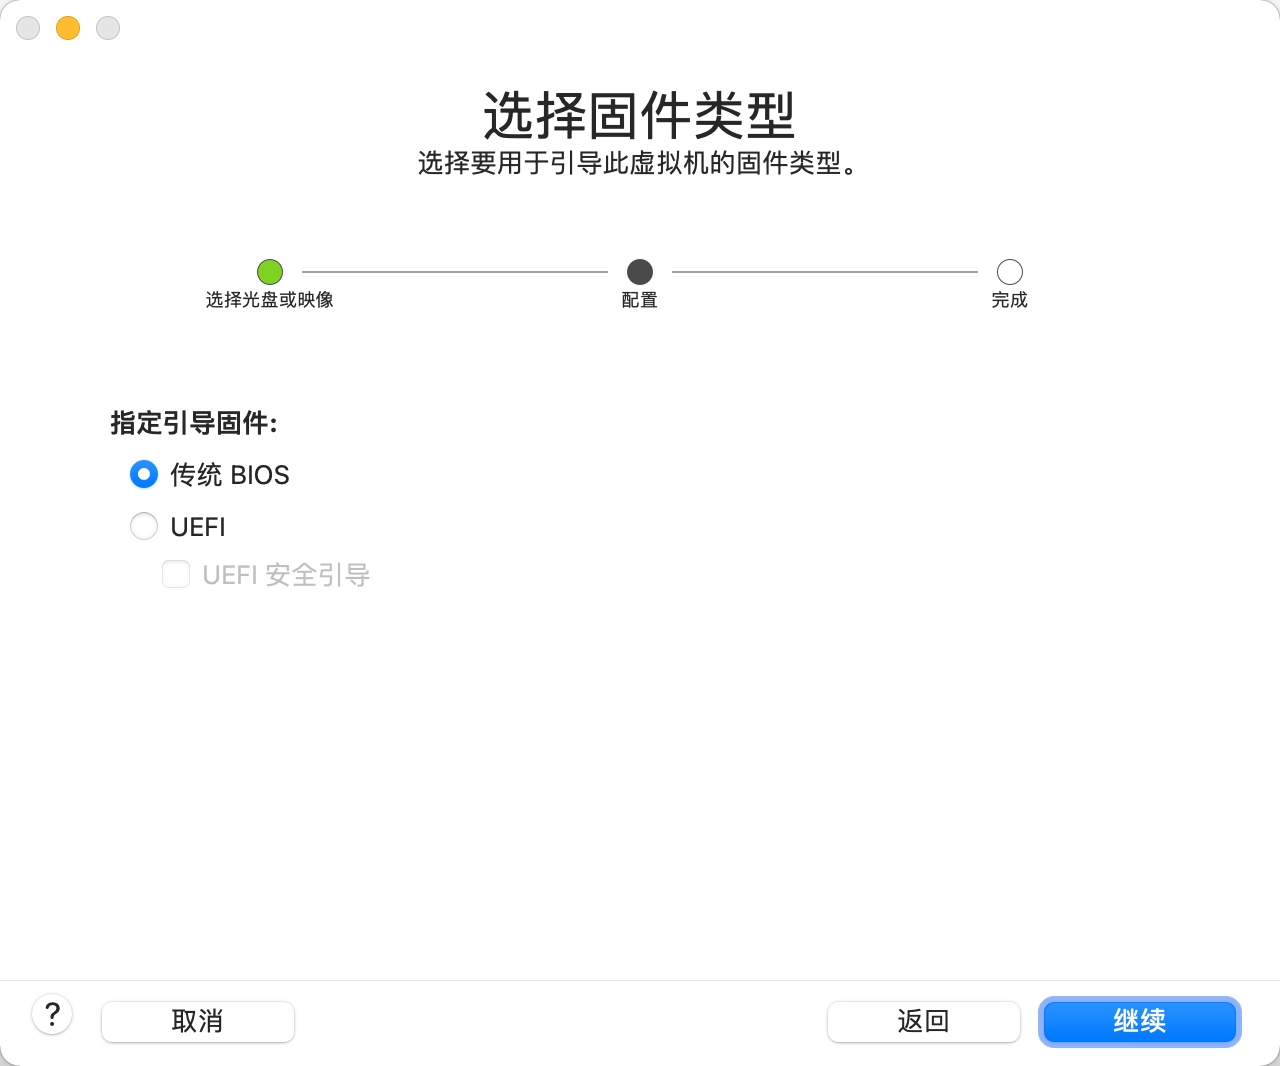 选择固件类型
选择要用于引导此虚拟机的固件类型。
选择光盘或映像
配置
完成
指定引导固件:
传统 BIOS
UEFI
UEFI 安全引导
?
取消
返回
继续